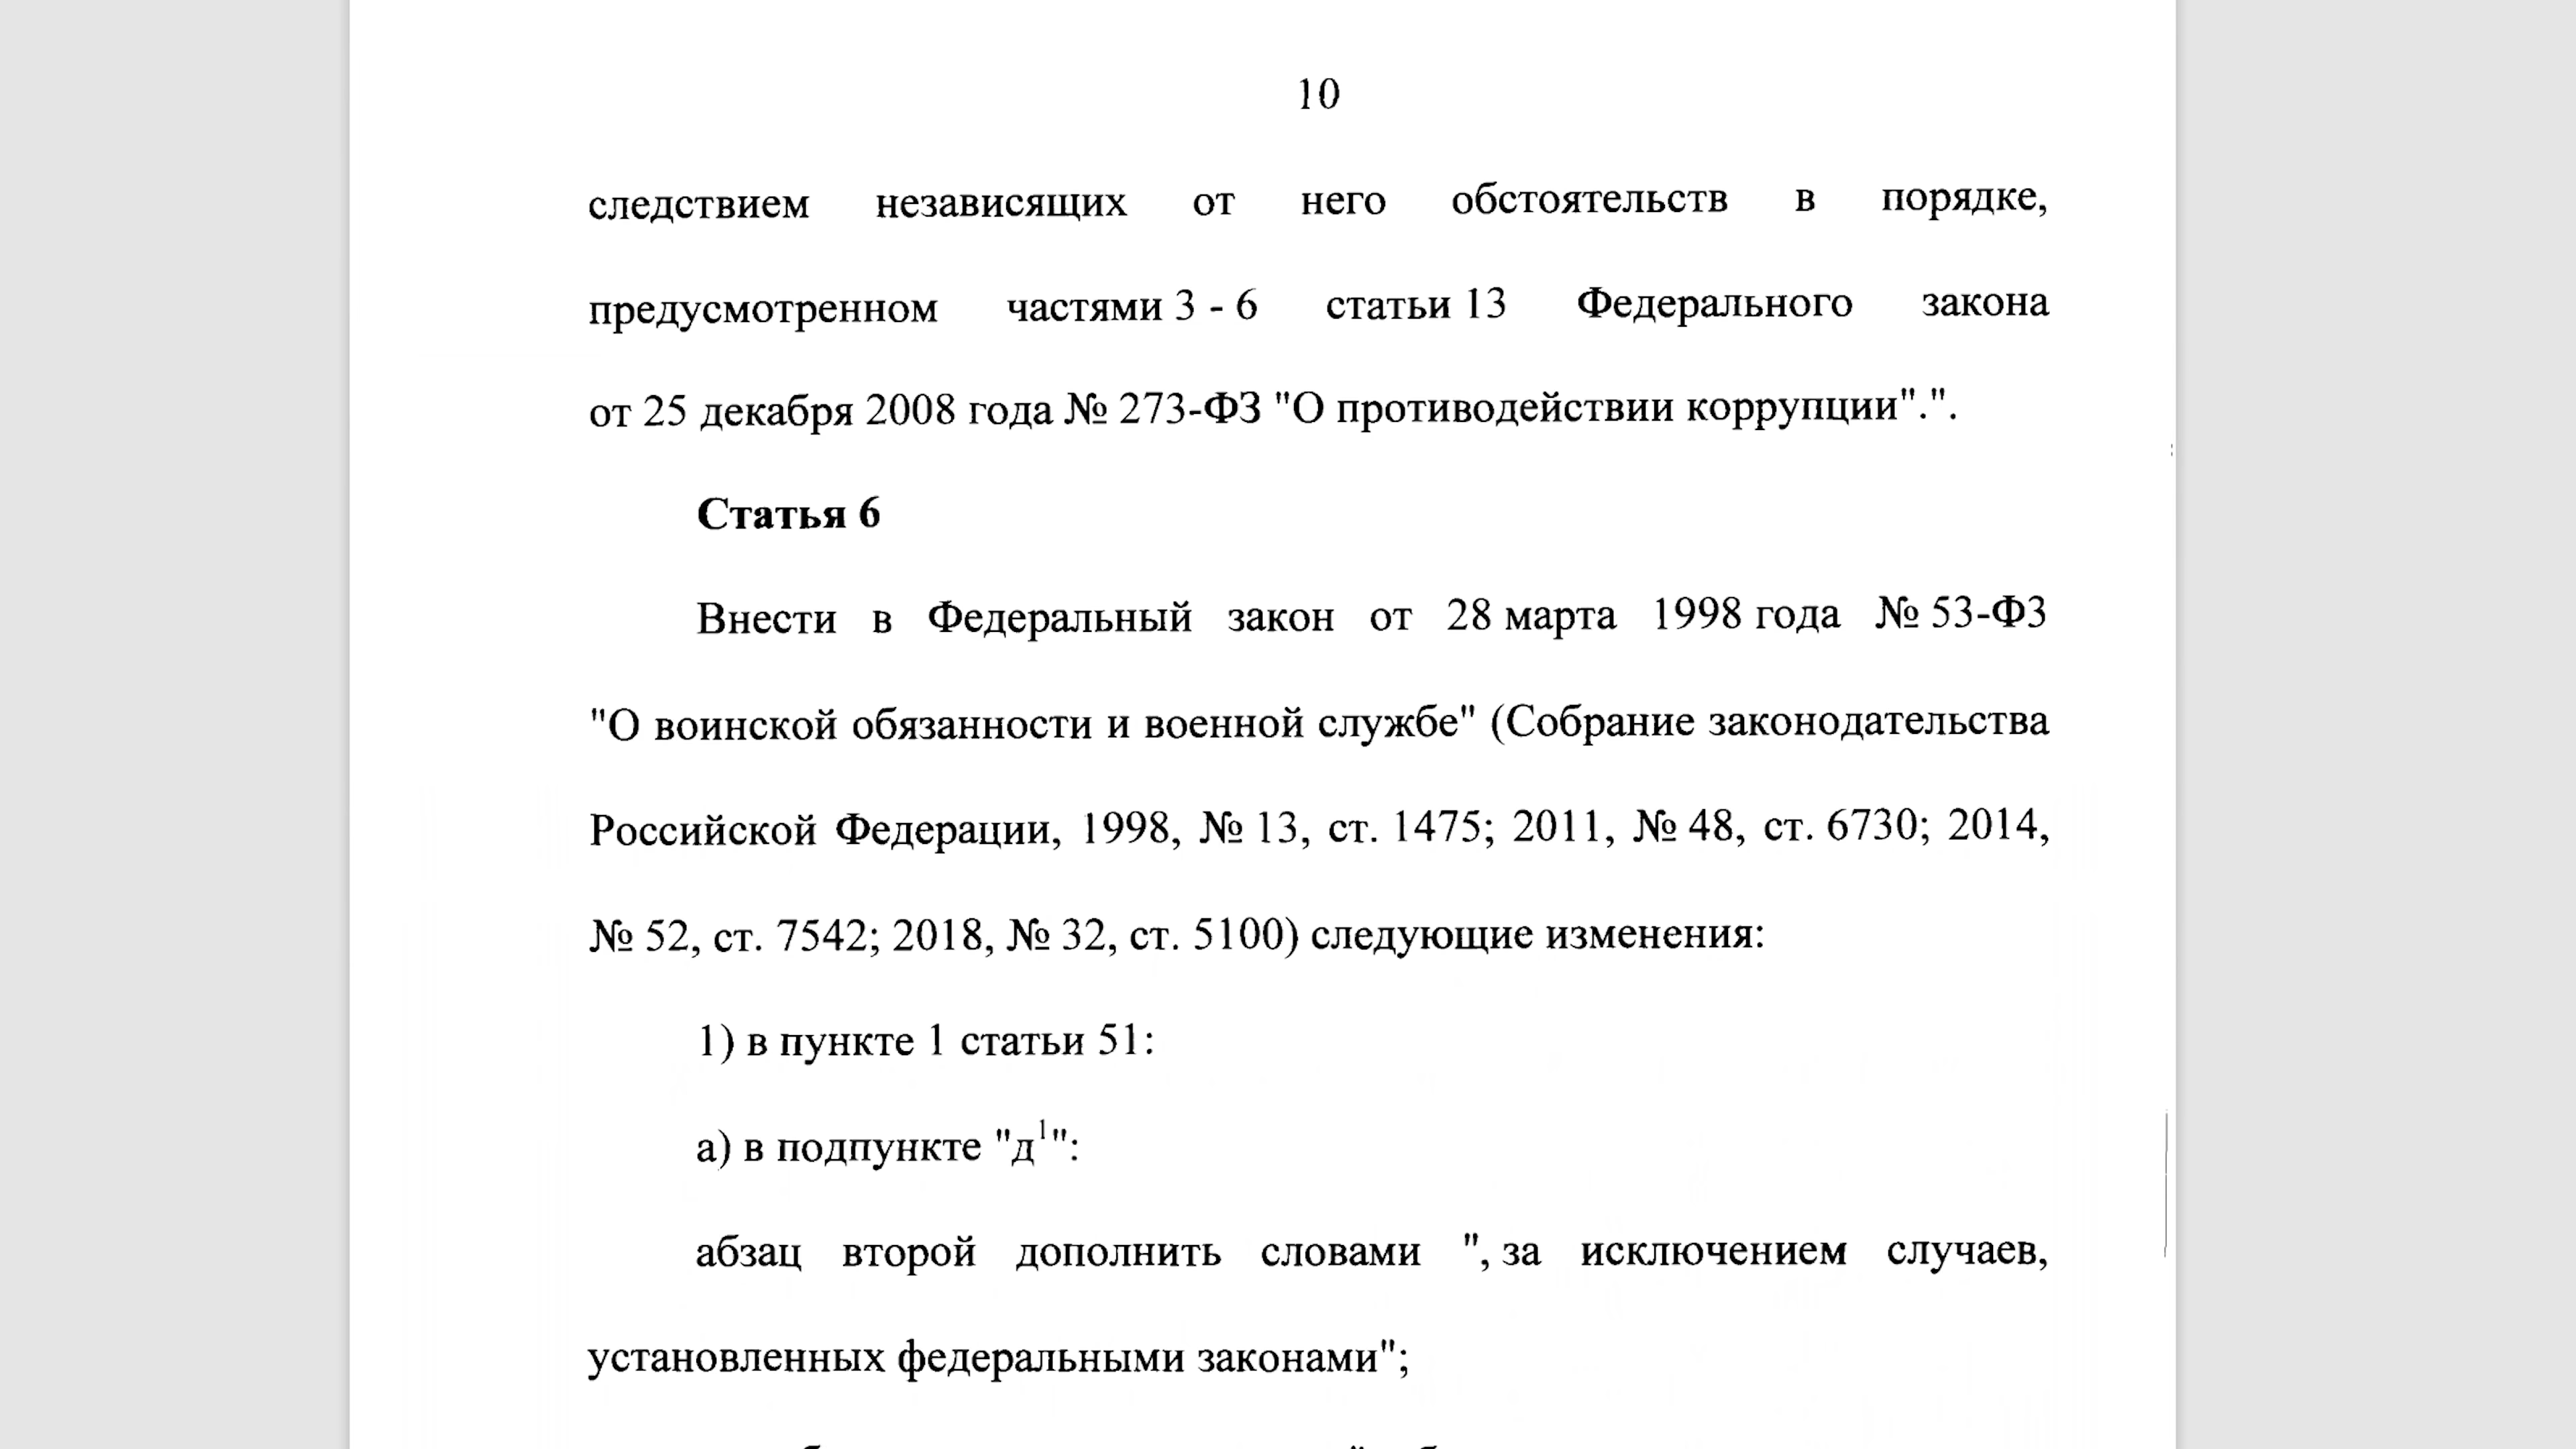 10
следствием независящих от него обстоятельств в порядке,
предусмотренном частями 3 - 6 статьи 13 Федерального закона
от 25 декабря 2008 года № 273-ФЗ "О противодействии коррупции".".
Статья 6
Внести в Федеральный закон от 28 марта 1998 года № 53-ФЗ
"О воинской обязанности и военной службе" (Собрание законодательства
Российской Федерации, 1998, № 13, ст. 1475; 2011, № 48, ст. 6730; 2014,
№ 52, ст. 7542; 2018, № 32, ст. 5100) следующие изменения:
1) в пункте 1 статьи 51:
а) в подпункте "д¹":
абзац второй дополнить словами ", за исключением случаев,
установленных федеральными законами";